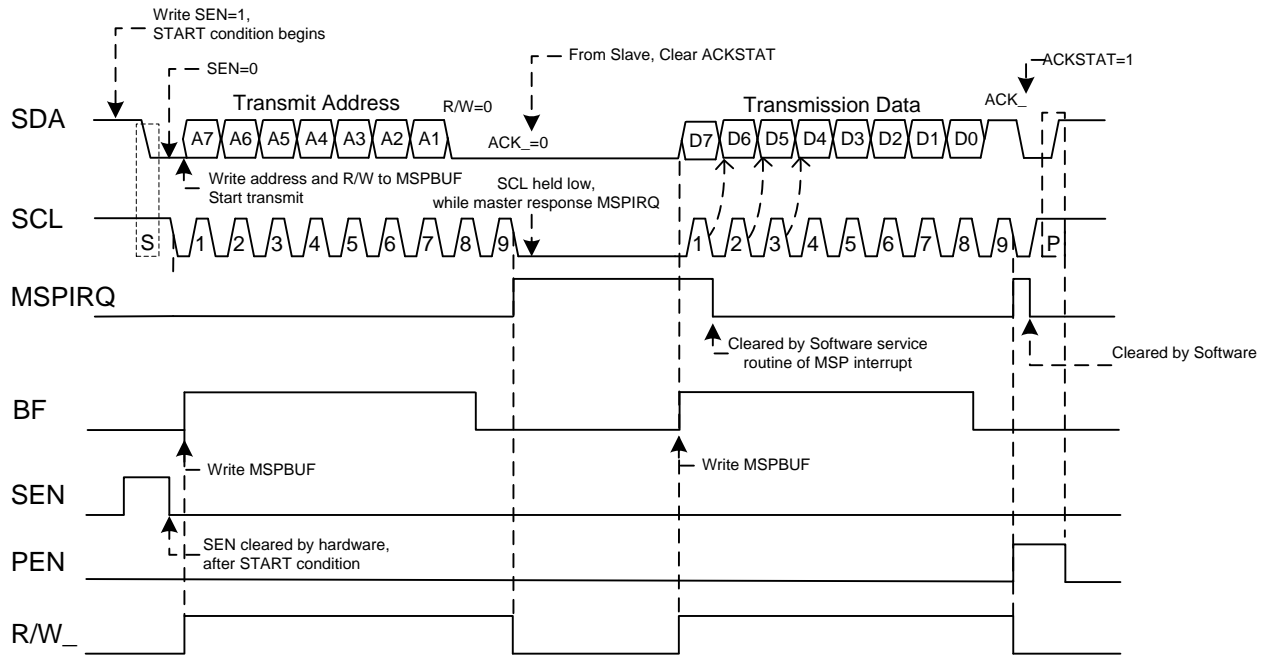 Write SEN=1,
START condition begins
SEN=0
From Slave, Clear ACKSTAT
ACKSTAT=1
Transmit Address
R/W=0
ACK_=0
Transmission Data
ACK_
SDA
A7 A6 A5 A4 A3 A2 A1
D7 D6 D5 D4 D3 D2 D1 D0
Write address and R/W to MSPBUF
Start transmit
SCL held low,
while master response MSPIRQ
SCL
S 1 2 3 4 5 6 7 8 9
1 2 3 4 5 6 7 8 9 P
MSPIRQ
Cleared by Software service
routine of MSP interrupt
Cleared by Software
BF
Write MSPBUF
Write MSPBUF
SEN
SEN cleared by hardware,
after START condition
PEN
R/W_